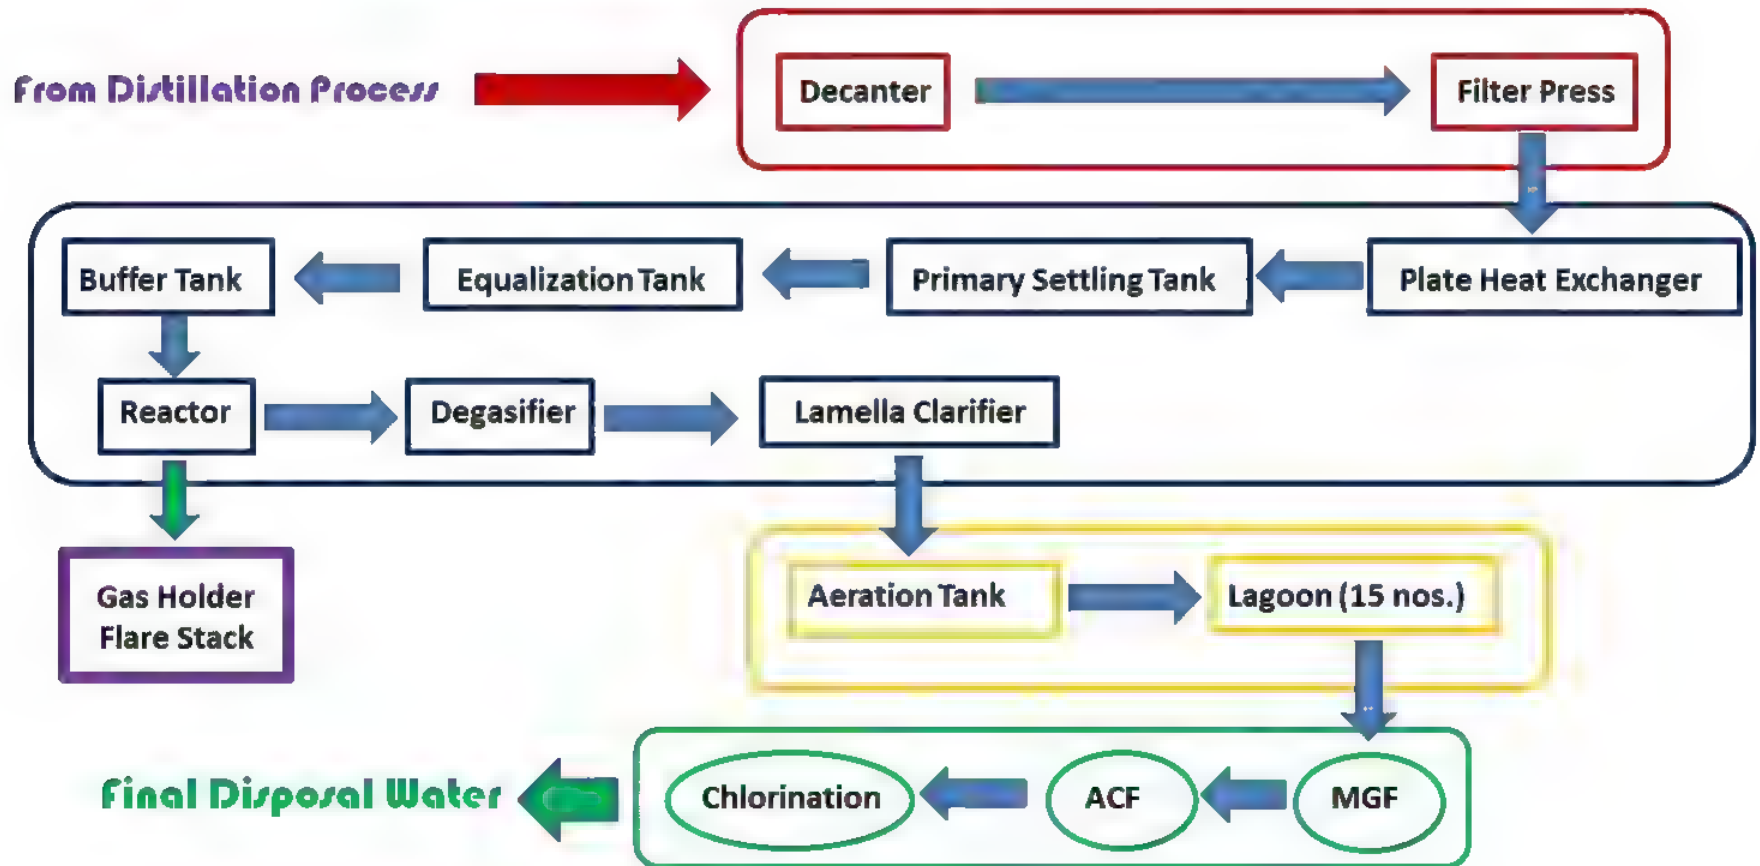 From Distillation Process
Decanter
Filter Press
Buffer Tank
Equalization Tank
Primary Settling Tank
Plate Heat Exchanger
Reactor
Degasifier
Lamella Clarifier
Gas Holder
Flare Stack
Aeration Tank
Lagoon (15 nos.)
Final Disposal Water
Chlorination
ACF
MGF